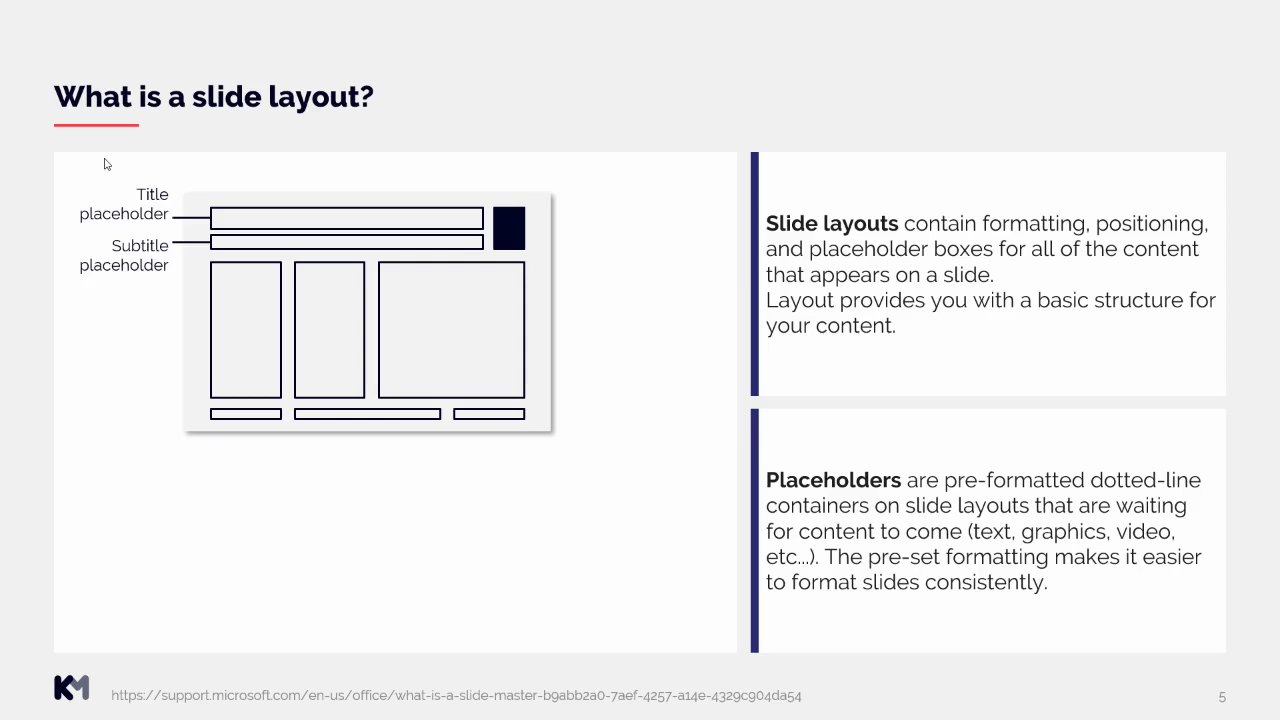 What is a slide layout?
Title
placeholder
Subtitle
placeholder
Slide layouts contain formatting, positioning,
and placeholder boxes for all of the content
that appears on a slide.
Layout provides you with a basic structure for
your content.
Placeholders are pre-formatted dotted-line
containers on slide layouts that are waiting
for content to come (text, graphics, video,
etc...). The pre-set formatting makes it easier
to format slides consistently.
KM
https://support.microsoft.com/en-us/office/what-is-a-slide-master-b9abb2a0-7aef-4257-a14e-4329c904da54
5